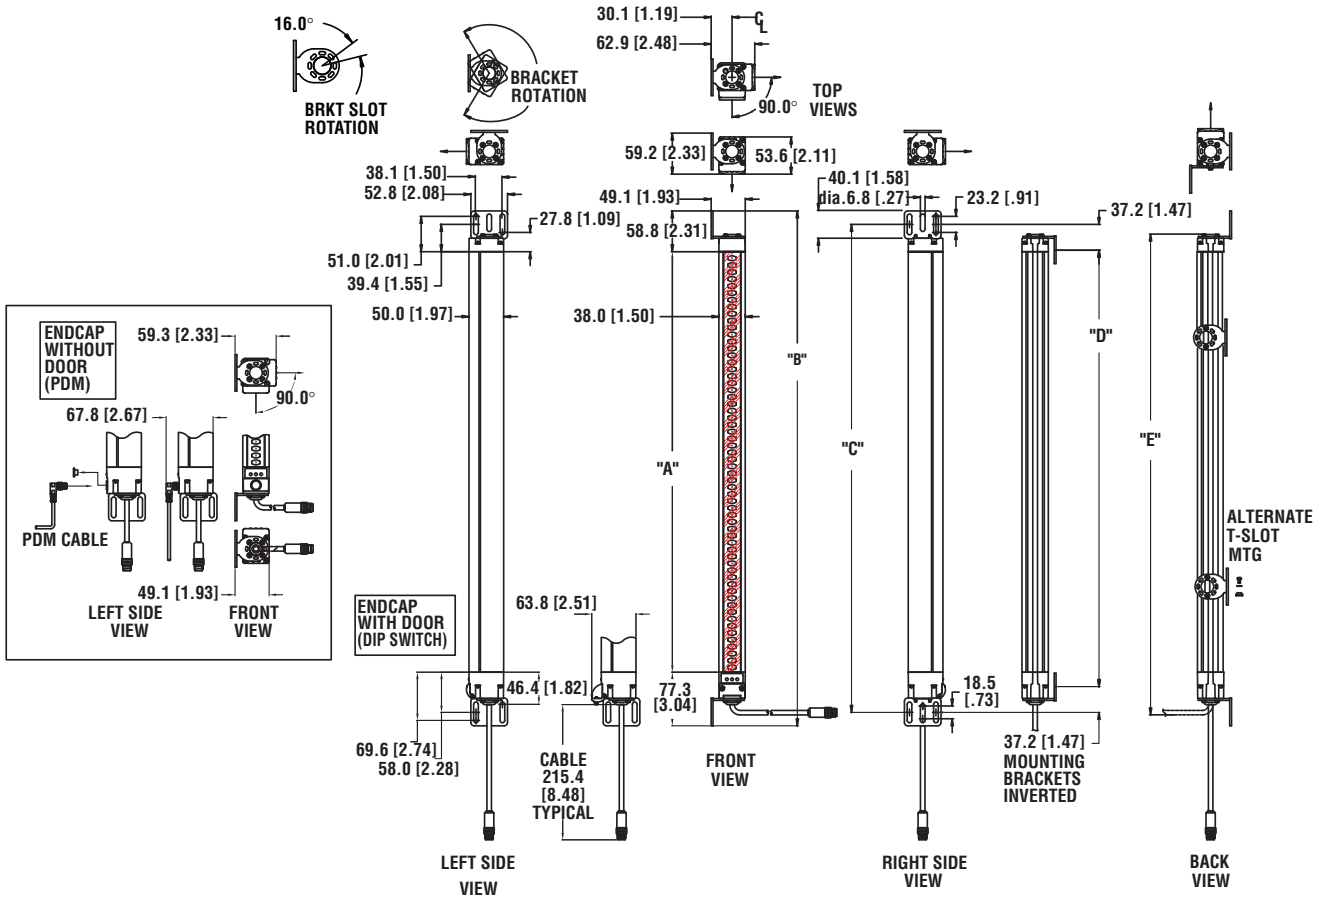 16.0°
BRKT SLOT
ROTATION
BRACKET
ROTATION
30.1 [1.19]
CL
62.9 [2.48]
90.0°
TOP
VIEWS
59.2 [2.33]
53.6 [2.11]
38.1 [1.50]
52.8 [2.08]
27.8 [1.09]
51.0 [2.01]
39.4 [1.55]
50.0 [1.97]
49.1 [1.93]
58.8 [2.31]
38.0 [1.50]
"B"
"A"
40.1 [1.58]
dia.6.8 [.27]
23.2 [.91]
37.2 [1.47]
"D"
"C"
"E"
ALTERNATE
T-SLOT
MTG
ENDCAP
WITHOUT
DOOR
(PDM)
59.3 [2.33]
90.0°
67.8 [2.67]
PDM CABLE
49.1 [1.93]
LEFT SIDE
VIEW
FRONT
VIEW
ENDCAP
WITH DOOR
(DIP SWITCH)
63.8 [2.51]
46.4 [1.82]
69.6 [2.74]
58.0 [2.28]
CABLE
215.4
[8.48]
TYPICAL
77.3
[3.04]
FRONT
VIEW
18.5
[.73]
37.2 [1.47]
MOUNTING
BRACKETS
INVERTED
LEFT SIDE
VIEW
RIGHT SIDE
VIEW
BACK
VIEW